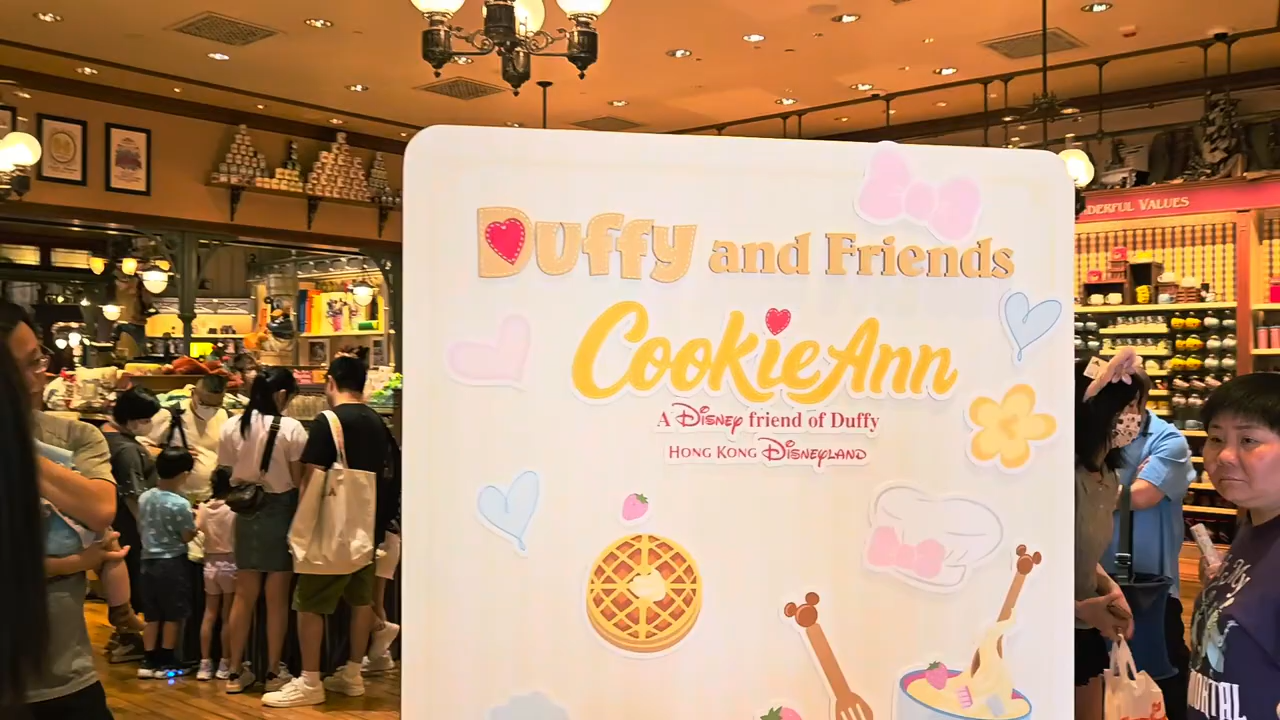 Duffy and Friends
CookieAnn
A Disney friend of Duffy
Hong Kong Disneyland
DERFUL VALUES